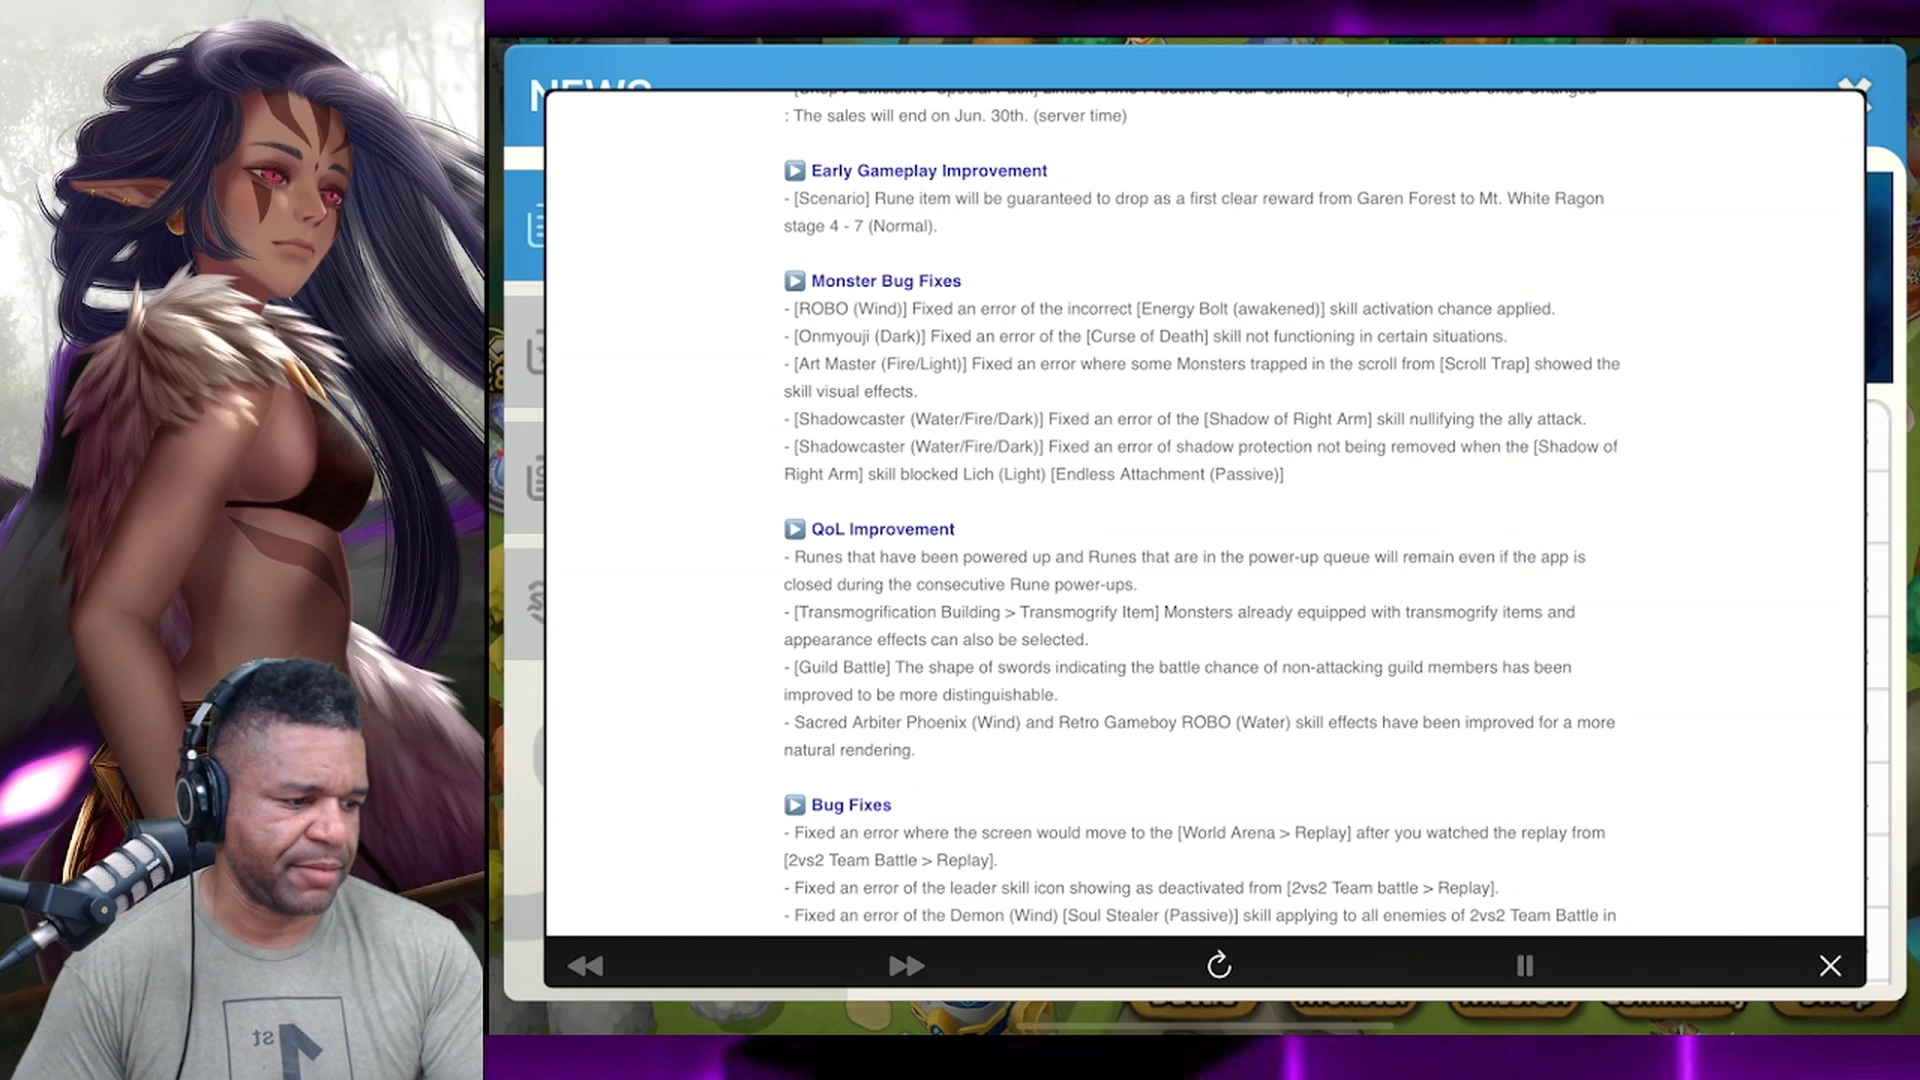 NEWS
: The sales will end on Jun. 30th. (server time)
Early Gameplay Improvement
- [Scenario] Rune item will be guaranteed to drop as a first clear reward from Garen Forest to Mt. White Ragon
stage 4 - 7 (Normal).
Monster Bug Fixes
- [ROBO (Wind)] Fixed an error of the incorrect [Energy Bolt (awakened)] skill activation chance applied.
- [Onmyouji (Dark)] Fixed an error of the [Curse of Death] skill not functioning in certain situations.
- [Art Master (Fire/Light)] Fixed an error where some Monsters trapped in the scroll from [Scroll Trap] showed the
skill visual effects.
- [Shadowcaster (Water/Fire/Dark)] Fixed an error of the [Shadow of Right Arm] skill nullifying the ally attack.
- [Shadowcaster (Water/Fire/Dark)] Fixed an error of shadow protection not being removed when the [Shadow of
Right Arm] skill blocked Lich (Light) [Endless Attachment (Passive)]
QoL Improvement
- Runes that have been powered up and Runes that are in the power-up queue will remain even if the app is
closed during the consecutive Rune power-ups.
- [Transmogrification Building > Transmogrify Item] Monsters already equipped with transmogrify items and
appearance effects can also be selected.
- [Guild Battle] The shape of swords indicating the battle chance of non-attacking guild members has been
improved to be more distinguishable.
- Sacred Arbiter Phoenix (Wind) and Retro Gameboy ROBO (Water) skill effects have been improved for a more
natural rendering.
Bug Fixes
- Fixed an error where the screen would move to the [World Arena > Replay] after you watched the replay from
[2vs2 Team Battle > Replay].
- Fixed an error of the leader skill icon showing as deactivated from [2vs2 Team battle > Replay].
- Fixed an error of the Demon (Wind) [Soul Stealer (Passive)] skill applying to all enemies of 2vs2 Team Battle in
1st